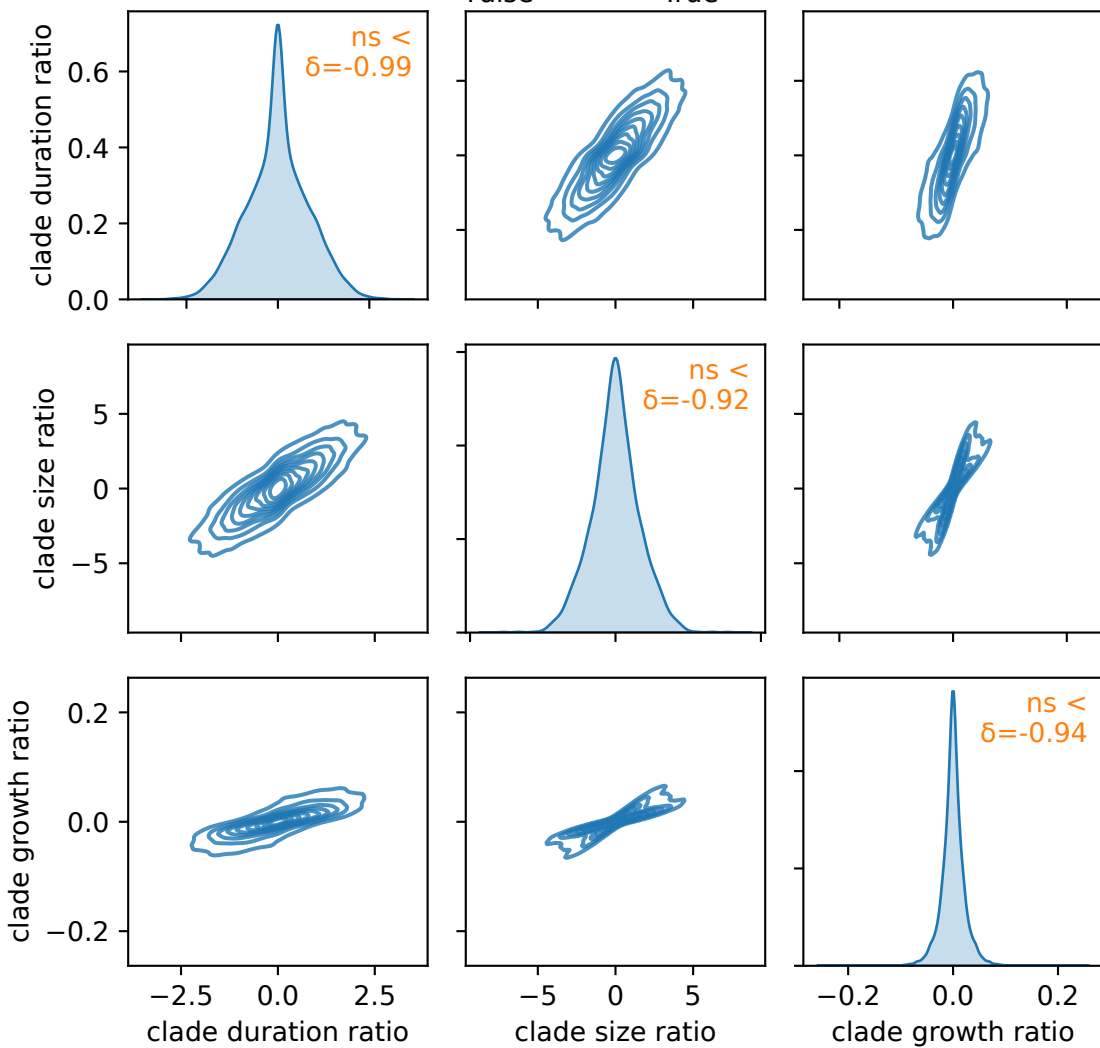 True
clade duration ratio
0.6
0.4
0.2
0.0
ns <
δ=-0.99
clade size ratio
5
0
−5
ns <
δ=-0.92
clade growth ratio
0.2
0.0
−0.2
ns <
δ=-0.94
−2.5
0.0
2.5
−5
0
5
−0.2
0.0
0.2
clade duration ratio
clade size ratio
clade growth ratio